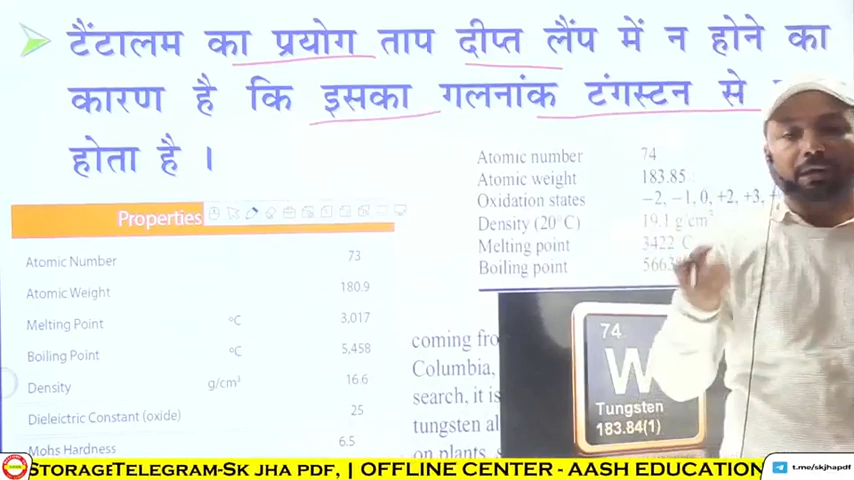 टैंटालम का प्रयोग ताप दीप्त लैंप में न होने का
कारण है कि इसका गलनांक टंगस्टन से
होता है ।
Properties
Atomic Number 73
Atomic Weight 180.9
Melting Point ºC 3,017
Boiling Point ºC 5,458
Density g/cm³ 16.6
Dieleictric Constant (oxide) 25
Mohs Hardness 6.5
Atomic number 74
Atomic weight 183.85
Oxidation states −2, −1, 0, +2, +3,
Density (20°C) 19.1 g/cm³
Melting point 3422°C
Boiling point
coming
Columbia,
search, it is
tungsten
on plants,
74
W
Tungsten
183.84(1)
STORAGETELEGRAM-SK JHA PDF, | OFFLINE CENTER - AASH EDUCATION
t.me/skjhapdf